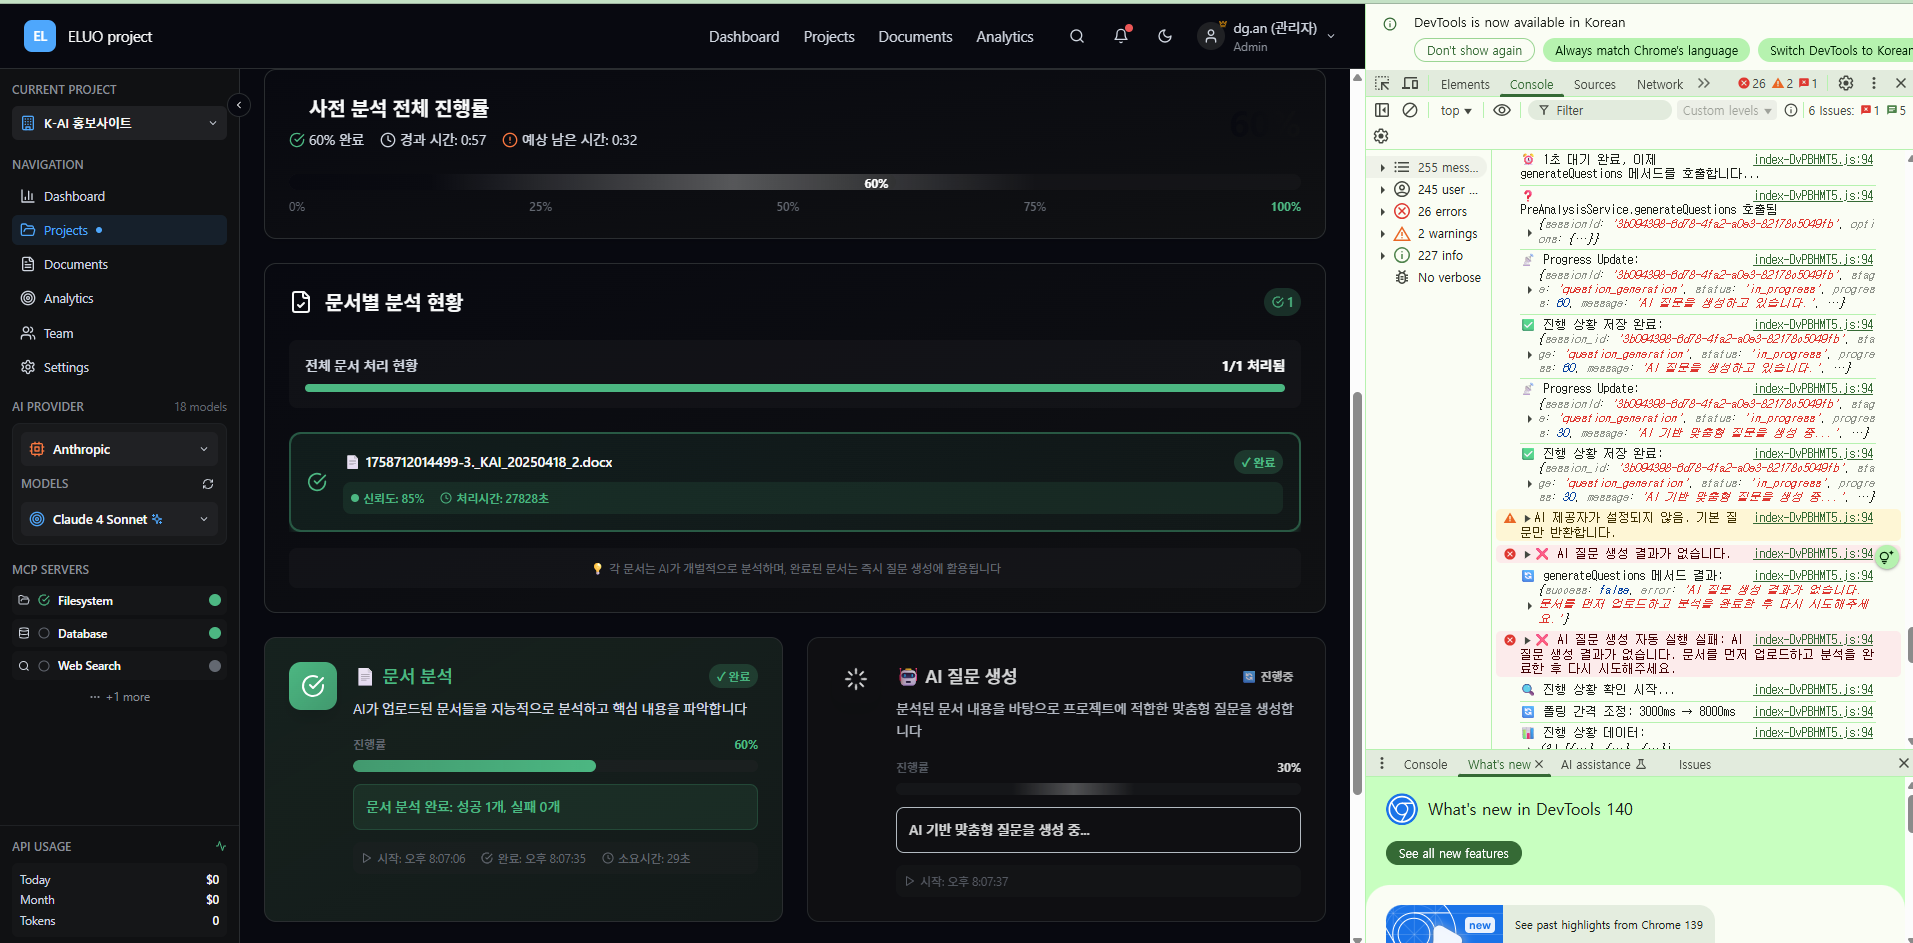 EL
ELUO project
Dashboard
Projects
Documents
Analytics
dg.an (관리자)
Admin
CURRENT PROJECT
K-AI 홍보사이트
NAVIGATION
Dashboard
Projects
Documents
Analytics
Team
Settings
AI PROVIDER
18 models
Anthropic
MODELS
Claude 4 Sonnet
MCP SERVERS
Filesystem
Database
Web Search
··· +1 more
API USAGE
Today $0
Month $0
Tokens 0
사전 분석 전체 진행률
60% 완료
경과 시간: 0:57
예상 남은 시간: 0:32
60%
0% 25% 50% 75% 100%
문서별 분석 현황
1
전체 문서 처리 현황
1/1 처리됨
1758712014499-3._KAI_20250418_2.docx
✓ 완료
신뢰도: 85%
처리시간: 27828초
각 문서는 AI가 개별적으로 분석하며, 완료된 문서는 즉시 질문 생성에 활용됩니다
문서 분석
✓ 완료
AI가 업로드된 문서들을 지능적으로 분석하고 핵심 내용을 파악합니다
진행률 60%
문서 분석 완료: 성공 1개, 실패 0개
시작: 오후 8:07:06
완료: 오후 8:07:35
소요시간: 29초
AI 질문 생성
진행중
분석된 문서 내용을 바탕으로 프로젝트에 적합한 맞춤형 질문을 생성합
니다
진행률 30%
AI 기반 맞춤형 질문을 생성 중...
시작: 오후 8:07:37
DevTools is now available in Korean
Don't show again
Always match Chrome's language
Switch DevTools to Korean
Elements
Console
Sources
Network
26
2
1
top
Filter
Custom levels
6 Issues:
1
5
255 mess...
245 user ...
26 errors
2 warnings
227 info
No verbose
1초 대기 완료, 이제 index-DvPBHMT5.js:94
generateQuestions 메서드를 호출합니다...
❓ index-DvPBHMT5.js:94
PreAnalysisService.generateQuestions 호출됨
{sessionId: '3b094398-6d78-4fa2-a0e3-82178c5049fb', opti
ons: {…}}
Progress Update: index-DvPBHMT5.js:94
{sessionId: '3b094398-6d78-4fa2-a0e3-82178c5049fb', stag
e: 'question_generation', status: 'in_progress', progres
s: 60, message: 'AI 질문을 생성하고 있습니다.', …}
진행 상황 저장 완료: index-DvPBHMT5.js:94
{session_id: '3b094398-6d78-4fa2-a0e3-82178c5049fb', sta
ge: 'question_generation', status: 'in_progress', progre
ss: 60, message: 'AI 질문을 생성하고 있습니다.', …}
Progress Update: index-DvPBHMT5.js:94
{sessionId: '3b094398-6d78-4fa2-a0e3-82178c5049fb', stag
e: 'question_generation', status: 'in_progress', progres
s: 30, message: 'AI 기반 맞춤형 질문을 생성 중...', …}
진행 상황 저장 완료: index-DvPBHMT5.js:94
{session_id: '3b094398-6d78-4fa2-a0e3-82178c5049fb', sta
ge: 'question_generation', status: 'in_progress', progre
ss: 30, message: 'AI 기반 맞춤형 질문을 생성 중...', …}
AI 제공자가 설정되지 않음. 기본 질 index-DvPBHMT5.js:94
문만 반환합니다.
❌ AI 질문 생성 결과가 없습니다. index-DvPBHMT5.js:94
generateQuestions 메서드 결과: index-DvPBHMT5.js:94
{success: false, error: 'AI 질문 생성 결과가 없습니다.
문서를 먼저 업로드하고 분석을 완료한 후 다시 시도해주세
요.'}
❌ AI 질문 생성 자동 실행 실패: AI index-DvPBHMT5.js:94
질문 생성 결과가 없습니다. 문서를 먼저 업로드하고 분석을 완
료한 후 다시 시도해주세요.
진행 상황 확인 시작... index-DvPBHMT5.js:94
폴링 간격 조정: 3000ms → 8000ms index-DvPBHMT5.js:94
진행 상황 데이터: index-DvPBHMT5.js:94
Console
What's new
AI assistance
Issues
What's new in DevTools 140
See all new features
new
See past highlights from Chrome 139